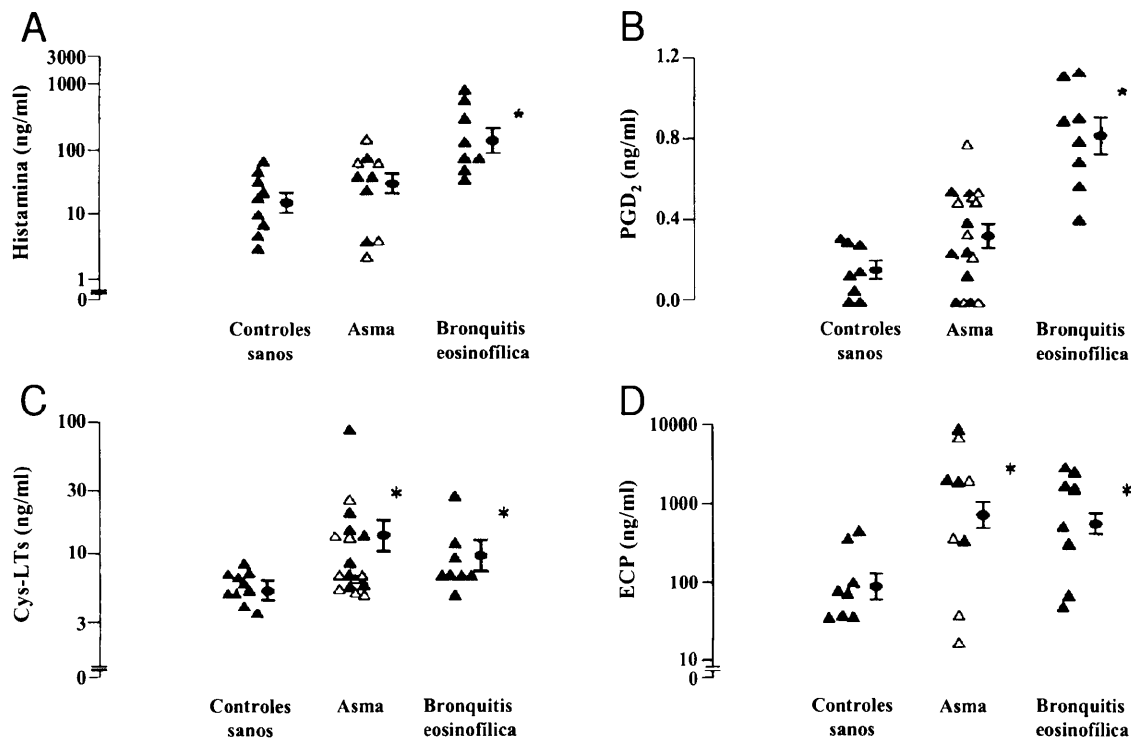 A
Histamina (ng/ml)
3000
1000
100
10
1
0
*
Controles
sanos
Asma
Bronquitis
eosinofílica
B
PGD₂ (ng/ml)
1.2
0.8
0.4
0.0
*
Controles
sanos
Asma
Bronquitis
eosinofílica
C
Cys-LTs (ng/ml)
100
30
10
3
0
*
*
Controles
sanos
Asma
Bronquitis
eosinofílica
D
ECP (ng/ml)
10000
1000
100
10
0
*
*
Controles
sanos
Asma
Bronquitis
eosinofílica